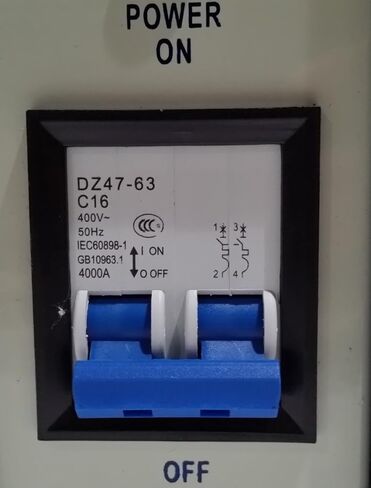 POWER
ON
DZ47-63
C16
400V~
50Hz
IEC60898-1
GB10963.1
4000A
CCC
I ON
O OFF
1 3
2 4
OFF